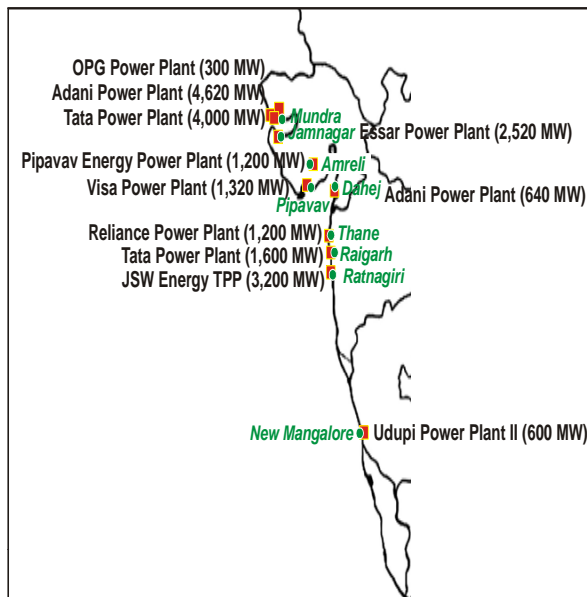 OPG Power Plant (300 MW)
Adani Power Plant (4,620 MW)
Tata Power Plant (4,000 MW)
Mundra
Jamnagar
Essar Power Plant (2,520 MW)
Pipavav Energy Power Plant (1,200 MW)
Amreli
Visa Power Plant (1,320 MW)
Dahej
Adani Power Plant (640 MW)
Pipavav
Reliance Power Plant (1,200 MW)
Thane
Tata Power Plant (1,600 MW)
Raigarh
JSW Energy TPP (3,200 MW)
Ratnagiri
New Mangalore
Udupi Power Plant II (600 MW)